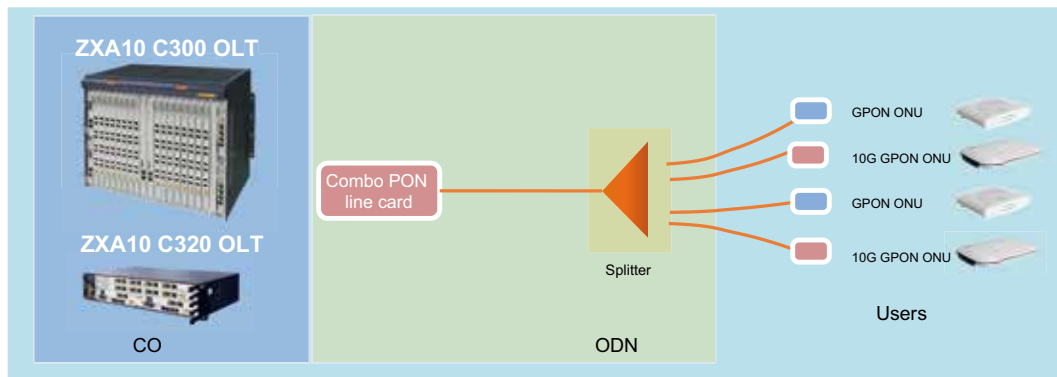 ZXA10 C300 OLT
ZXA10 C320 OLT
CO
Combo PON
line card
Splitter
ODN
GPON ONU
10G GPON ONU
GPON ONU
10G GPON ONU
Users